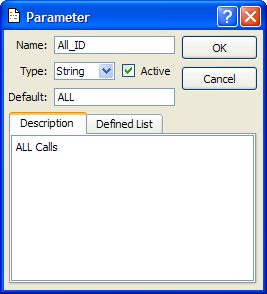 Parameter
Name: All_ID OK
Type: String Active Cancel
Default: ALL
Description Defined List
ALL Calls